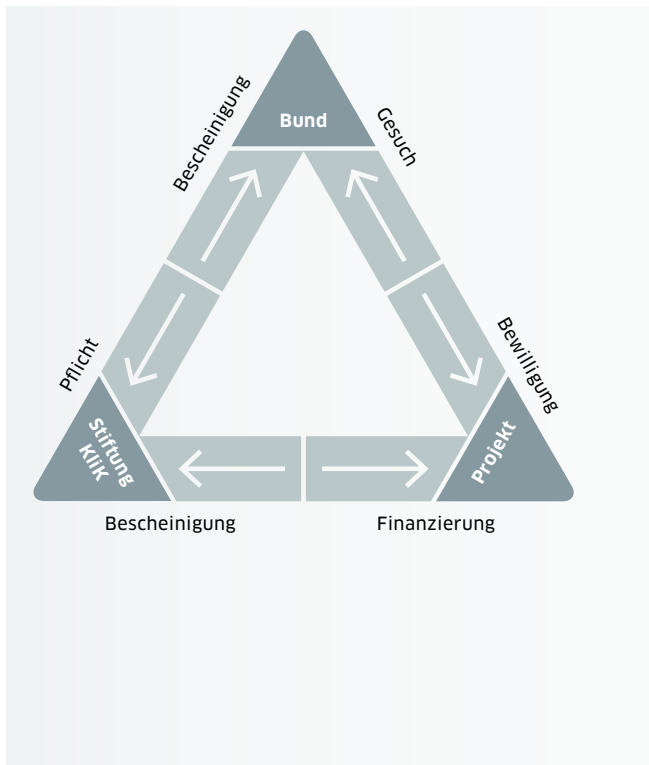 Bund
Bescheinigung
Gesuch
Pflicht
Bewilligung
Stiftung
KliK
Projekt
Bescheinigung
Finanzierung